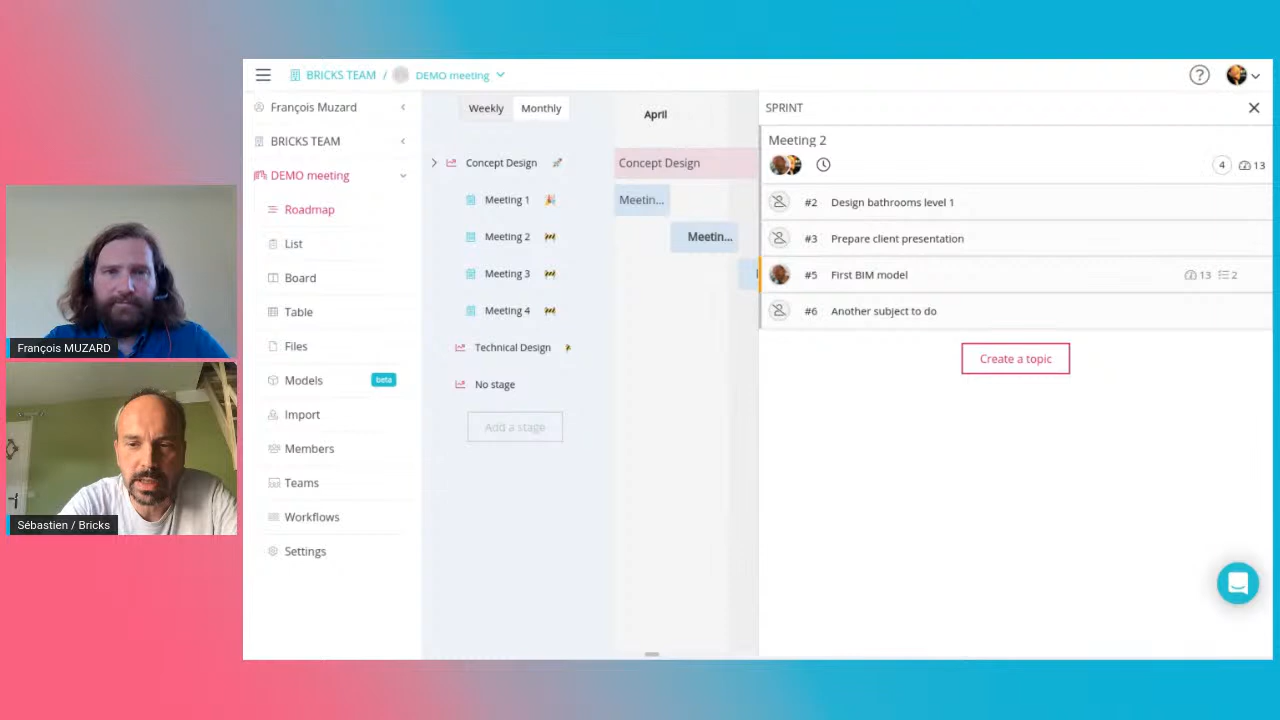 BRICKS TEAM / DEMO meeting
François Muzard
BRICKS TEAM
DEMO meeting
Roadmap
List
Board
Table
Files
Models beta
Import
Members
Teams
Workflows
Settings
Weekly Monthly
April
Concept Design
Meeting 1
Meeting 2
Meeting 3
Meeting 4
Technical Design
No stage
Add a stage
Concept Design
Meetin...
Meetin...
SPRINT
Meeting 2
4 13
#2 Design bathrooms level 1
#3 Prepare client presentation
#5 First BIM model 13 2
#6 Another subject to do
Create a topic
François MUZARD
Sébastien / Bricks